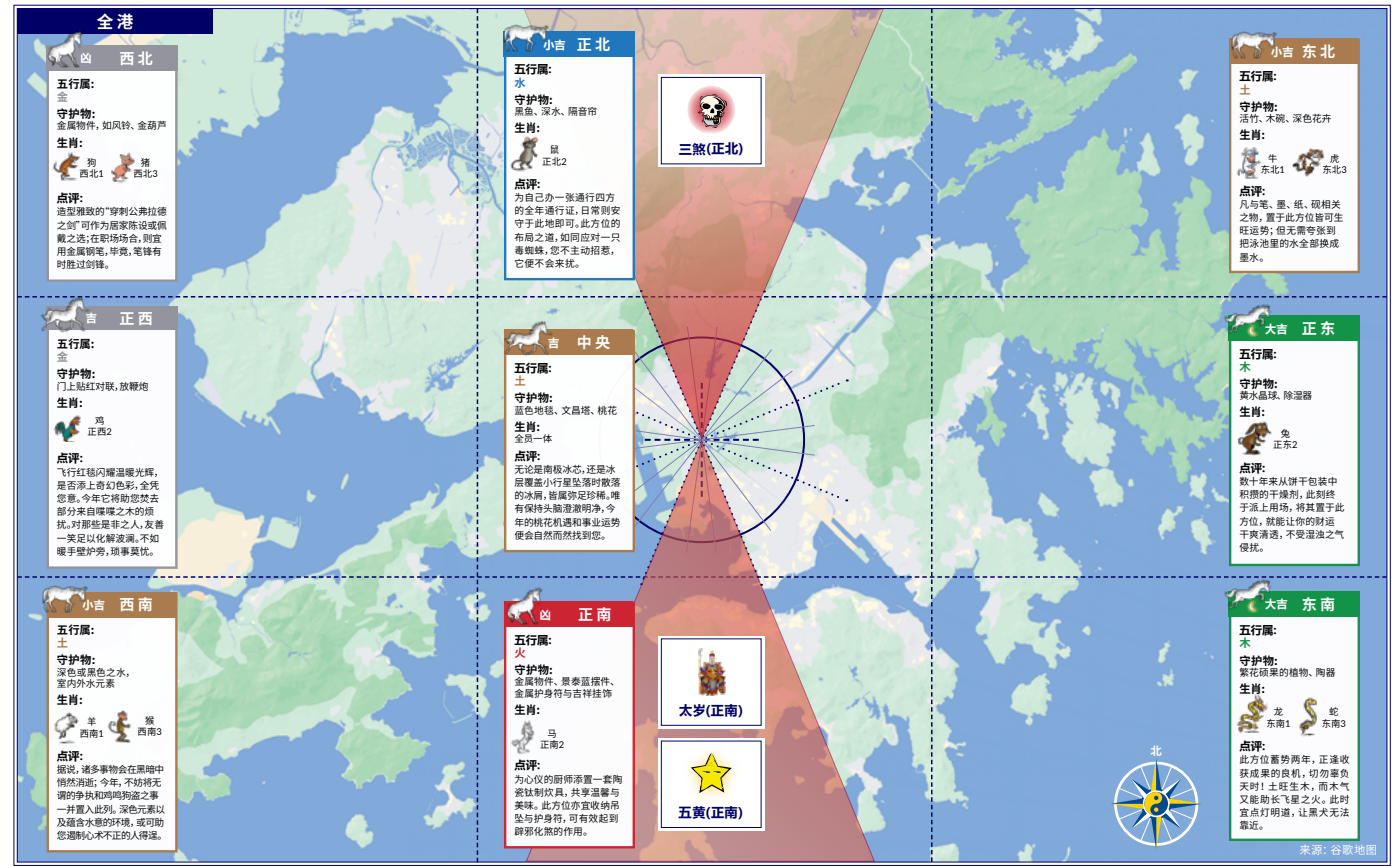 全港
凶 西北
五行属:
金
守护物:
金属物件, 如风铃、金葫芦
生肖:
狗
西北1
猪
西北3
点评:
造型雅致的“穿刺公弗拉德
之剑”可作为居家陈设或佩
戴之选;在职场场合,则宜
用金属钢笔,毕竟,笔锋有
时胜过剑锋。
小吉 正北
五行属:
水
守护物:
黑鱼、深水、隔音帘
生肖:
鼠
正北2
点评:
为自己办一张通行四方
的全年通行证,日常则安
守于此地即可。此方位的
布局之道,如同应对一只
毒蜘蛛,您不主动招惹,
它便不会来扰。
三煞(正北)
小吉 东北
五行属:
土
守护物:
活竹、木碗、深色花卉
生肖:
牛
东北1
虎
东北3
点评:
凡与笔、墨、纸、砚相关
之物,置于此方位皆可生
旺运势;但无需夸张到
把泳池里的水全部换成
墨水。
吉 正西
五行属:
金
守护物:
门上贴红对联,放鞭炮
生肖:
鸡
正西2
点评:
飞行红毯闪耀温暖光辉,
是否添上奇幻色彩,全凭
您意。今年它将助您焚去
部分来自喋喋之木的烦
扰。对那些是非之人,友善
一笑足以化解波澜。不如
暖手壁炉旁,琐事莫忧。
吉 中央
五行属:
土
守护物:
蓝色地毯、文昌塔、桃花
生肖:
全员一体
点评:
无论是南极冰芯,还是冰
层覆盖小行星坠落时散落
的冰屑,皆属弥足珍稀。唯
有保持头脑澄澈明净,今
年的桃花机遇和事业运势
便会自然而然找到您。
大吉 正东
五行属:
木
守护物:
黄水晶球、除湿器
生肖:
兔
正东2
点评:
数十年来从饼干包装中
积攒的干燥剂,此刻终
于派上用场,将其置于此
方位,就能让你的财运
干爽清透,不受湿浊之气
侵扰。
小吉 西南
五行属:
土
守护物:
深色或黑色之水,
室内外水元素
生肖:
羊
西南1
猴
西南3
点评:
据说,诸多事物会在黑暗中
悄然消逝;今年,不妨将无
谓的争执和鸡鸣狗盗之事
一并置入此列。深色元素以
及蕴含水意的环境,或可助
您遏制心术不正的人得逞。
凶 正南
五行属:
火
守护物:
金属物件、景泰蓝摆件、
金属护身符与吉祥挂饰
生肖:
马
正南2
点评:
为心仪的厨师添置一套陶
瓷钛制炊具,共享温馨与
美味。此方位亦宜收纳吊
坠与护身符,可有效起到
辟邪化煞的作用。
太岁(正南)
五黄(正南)
大吉 东南
五行属:
木
守护物:
繁花硕果的植物、陶器
生肖:
龙
东南1
蛇
东南3
点评:
此方位蓄势两年,正逢收
获成果的良机,切勿辜负
天时!土旺生木,而木气
又能助长飞星之火。此时
宜点灯明道,让黑犬无法
靠近。
北
来源: 谷歌地图